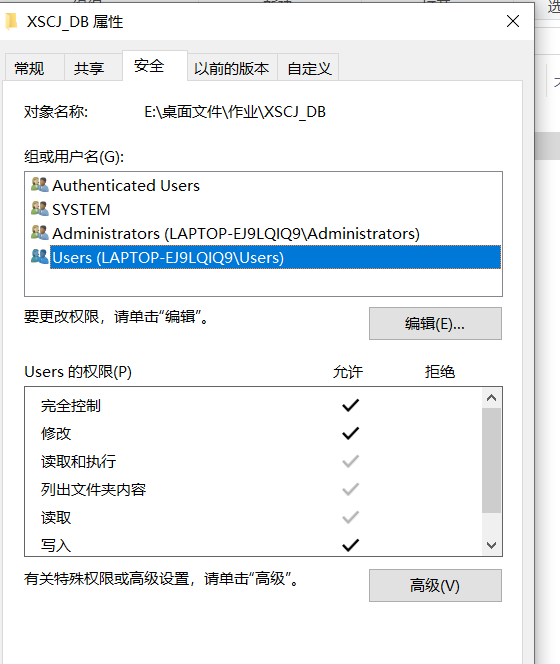 XSCJ_DB 属性
常规 共享 安全 以前的版本 自定义
对象名称: E:\桌面文件\作业\XSCJ_DB
组或用户名(G):
Authenticated Users
SYSTEM
Administrators (LAPTOP-EJ9LQIQ9\Administrators)
Users (LAPTOP-EJ9LQIQ9\Users)
要更改权限，请单击“编辑”。 编辑(E)...
Users 的权限(P) 允许 拒绝
完全控制
修改
读取和执行
列出文件夹内容
读取
写入
有关特殊权限或高级设置，请单击“高级”。 高级(V)